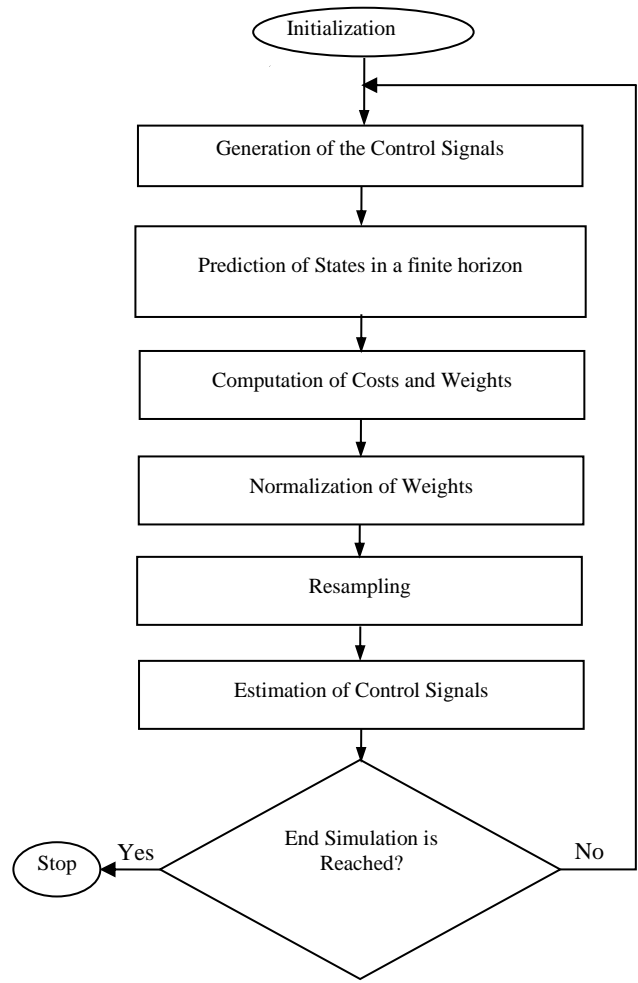 Initialization
Generation of the Control Signals
Prediction of States in a finite horizon
Computation of Costs and Weights
Normalization of Weights
Resampling
Estimation of Control Signals
End Simulation is
Reached?
Yes
No
Stop